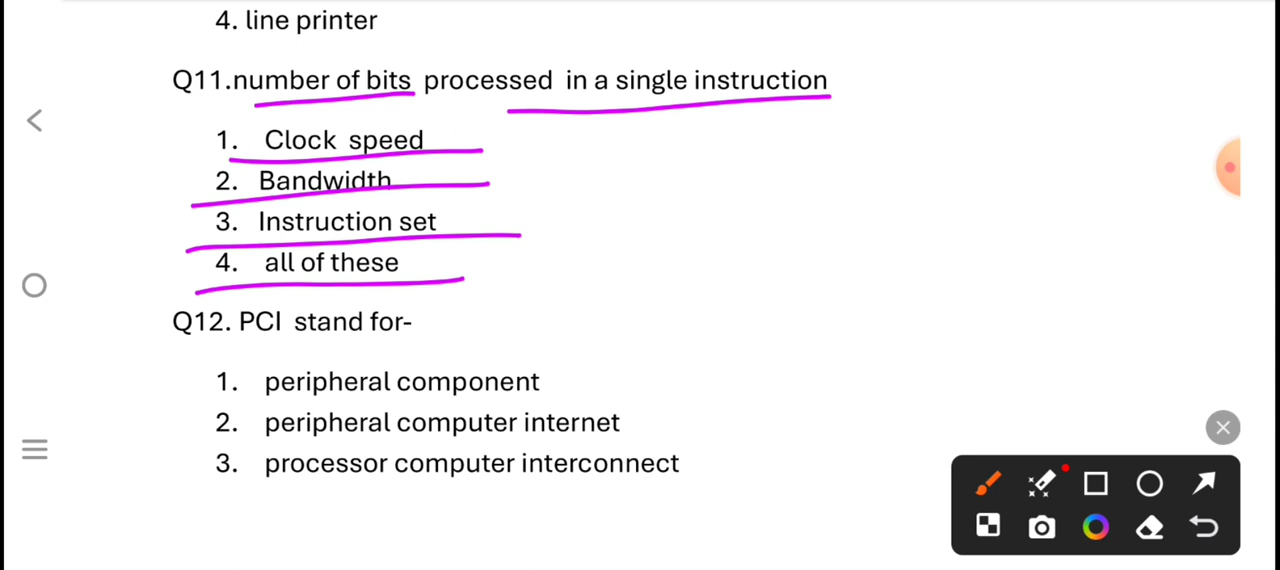 4. line printer
Q11.number of bits processed in a single instruction
1. Clock speed
2. Bandwidth
3. Instruction set
4. all of these
Q12. PCI stand for-
1. peripheral component
2. peripheral computer internet
3. processor computer interconnect